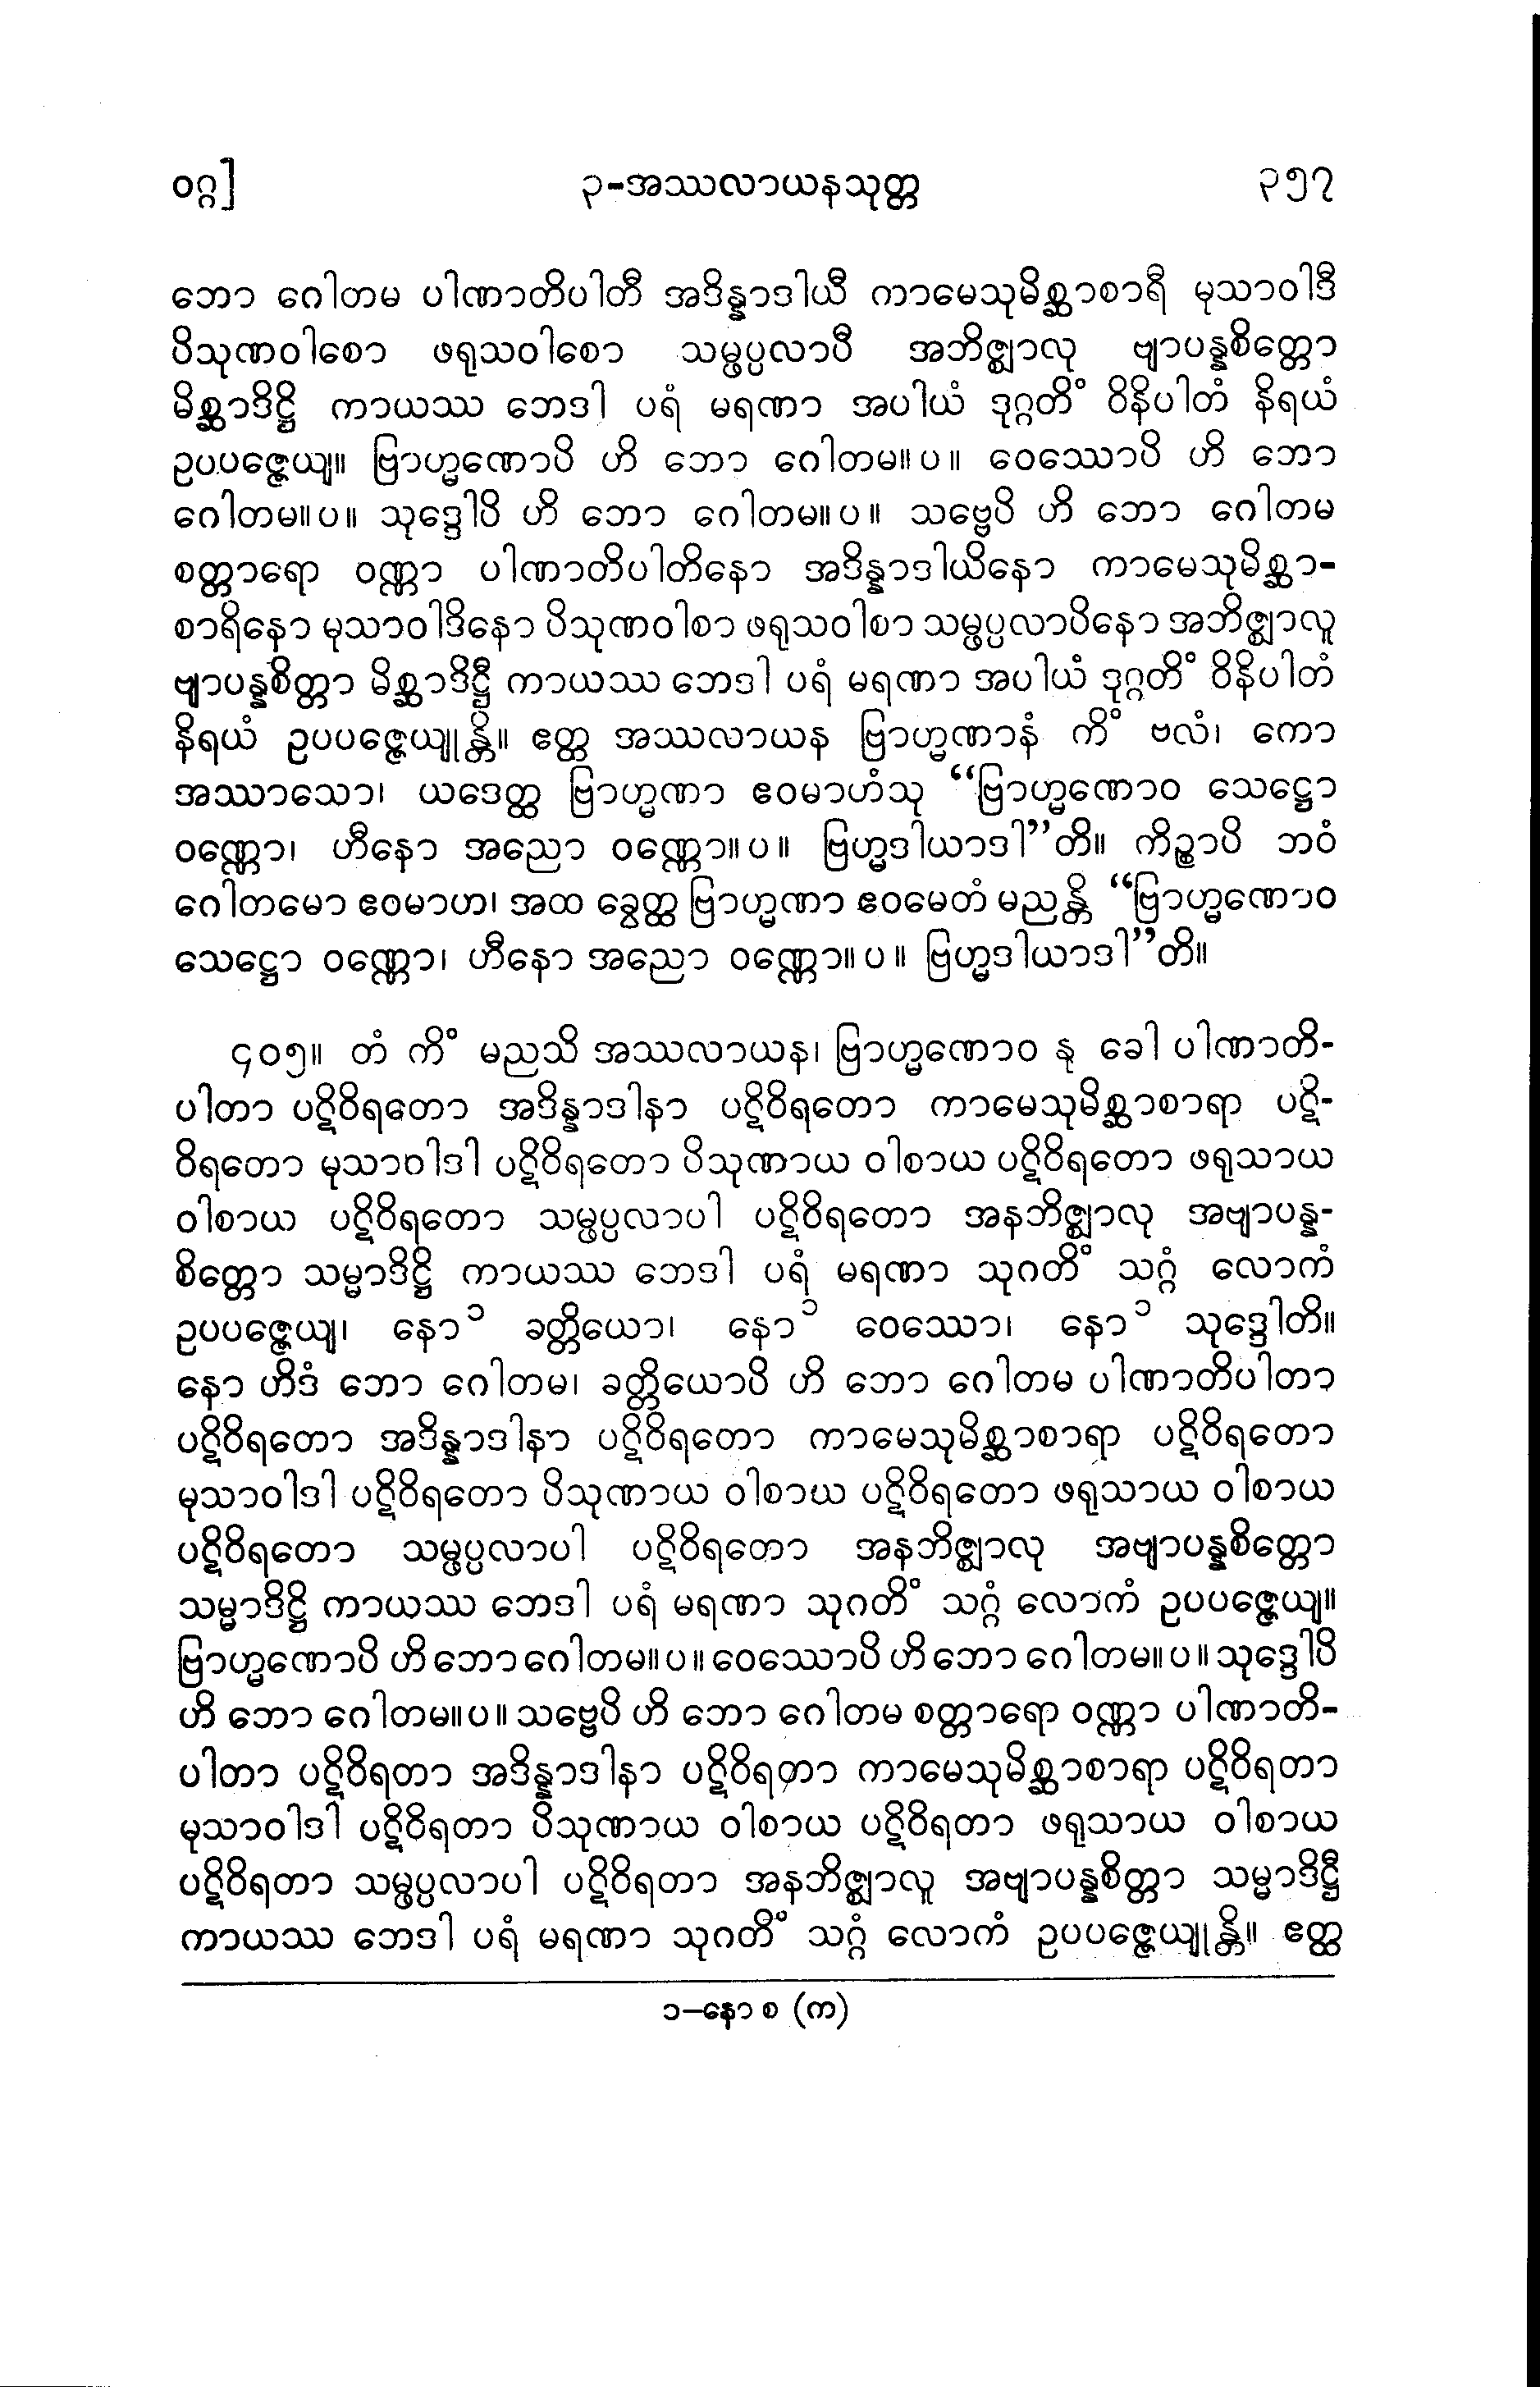 ဝဂ္ဂ]
၃-အဿလာယနသုတ္တ
၃၅၇
ဘော ဂေါတမ ပါဏာတိပါတီ အဒိန္နာဒါယီ ကာမေသုမိစ္ဆာစာရီ မုသာဝါဒီ
ပိသုဏဝါစော ဖရုသဝါစော သမ္ဖပ္ပလာပီ အဘိဇ္ဈာလု ဗျာပန္နစိတ္တော
မိစ္ဆာဒိဋ္ဌိ ကာယဿ ဘေဒါ ပရံ မရဏာ အပါယံ ဒုဂ္ဂတိံ ဝိနိပါတံ နိရယံ
ဥပပဇ္ဇေယျ။ ဗြာဟ္မဏောပိ ဟိ ဘော ဂေါတမ။ပ။ ဝေဿောပိ ဟိ ဘော
ဂေါတမ။ပ။ သုဒ္ဒေါပိ ဟိ ဘော ဂေါတမ။ပ။ သဗ္ဗေပိ ဟိ ဘော ဂေါတမ
စတ္တာရော ဝဏ္ဏာ ပါဏာတိပါတိနော အဒိန္နာဒါယိနော ကာမေသုမိစ္ဆာ-
စာရိနော မုသာဝါဒိနော ပိသုဏဝါစာ ဖရုသဝါစာ သမ္ဖပ္ပလာပိနော အဘိဇ္ဈာလူ
ဗျာပန္နစိတ္တာ မိစ္ဆာဒိဋ္ဌီ ကာယဿ ဘေဒါ ပရံ မရဏာ အပါယံ ဒုဂ္ဂတိံ ဝိနိပါတံ
နိရယံ ဥပပဇ္ဇေယျုန္တိ။ ဧတ္ထ အဿလာယန ဗြာဟ္မဏာနံ ကိံ ဗလံ၊ ကော
အဿာသော၊ ယဒေတ္ထ ဗြာဟ္မဏာ ဧဝမာဟံသု “ဗြာဟ္မဏောဝ သေဋ္ဌော
ဝဏ္ဏော၊ ဟီနော အညော ဝဏ္ဏော။ပ။ ဗြဟ္မဒါယာဒါ”တိ။ ကိဉ္စာပိ ဘဝံ
ဂေါတမော ဧဝမာဟ၊ အထ ခွေတ္ထ ဗြာဟ္မဏာ ဧဝမေတံ မညန္တိ “ဗြာဟ္မဏောဝ
သေဋ္ဌော ဝဏ္ဏော၊ ဟီနော အညော ဝဏ္ဏော။ပ။ ဗြဟ္မဒါယာဒါ”တိ။
၄၀၅။ တံ ကိံ မညသိ အဿလာယန၊ ဗြာဟ္မဏောဝ နု ခေါ ပါဏာတိ-
ပါတာ ပဋိဝိရတော အဒိန္နာဒါနာ ပဋိဝိရတော ကာမေသုမိစ္ဆာစာရာ ပဋိ-
ဝိရတော မုသာဝါဒါ ပဋိဝိရတော ပိသုဏာယ ဝါစာယ ပဋိဝိရတော ဖရုသာယ
ဝါစာယ ပဋိဝိရတော သမ္ဖပ္ပလာပါ ပဋိဝိရတော အနဘိဇ္ဈာလု အဗျာပန္န-
စိတ္တော သမ္မာဒိဋ္ဌိ ကာယဿ ဘေဒါ ပရံ မရဏာ သုဂတိံ သဂ္ဂံ လောကံ
ဥပပဇ္ဇေယျ၊ နော၁ ခတ္တိယော၊ နော၁ ဝေဿော၊ နော၁ သုဒ္ဒေါတိ။
နော ဟိဒံ ဘော ဂေါတမ၊ ခတ္တိယောပိ ဟိ ဘော ဂေါတမ ပါဏာတိပါတာ
ပဋိဝိရတော အဒိန္နာဒါနာ ပဋိဝိရတော ကာမေသုမိစ္ဆာစာရာ ပဋိဝိရတော
မုသာဝါဒါ ပဋိဝိရတော ပိသုဏာယ ဝါစာယ ပဋိဝိရတော ဖရုသာယ ဝါစာယ
ပဋိဝိရတော သမ္ဖပ္ပလာပါ ပဋိဝိရတော အနဘိဇ္ဈာလု အဗျာပန္နစိတ္တော
သမ္မာဒိဋ္ဌိ ကာယဿ ဘေဒါ ပရံ မရဏာ သုဂတိံ သဂ္ဂံ လောကံ ဥပပဇ္ဇေယျ။
ဗြာဟ္မဏောပိ ဟိ ဘော ဂေါတမ။ပ။ ဝေဿောပိ ဟိ ဘော ဂေါတမ။ပ။ သုဒ္ဒေါပိ
ဟိ ဘော ဂေါတမ။ပ။ သဗ္ဗေပိ ဟိ ဘော ဂေါတမ စတ္တာရော ဝဏ္ဏာ ပါဏာတိ-
ပါတာ ပဋိဝိရတာ အဒိန္နာဒါနာ ပဋိဝိရတာ ကာမေသုမိစ္ဆာစာရာ ပဋိဝိရတာ
မုသာဝါဒါ ပဋိဝိရတာ ပိသုဏာယ ဝါစာယ ပဋိဝိရတာ ဖရုသာယ ဝါစာယ
ပဋိဝိရတာ သမ္ဖပ္ပလာပါ ပဋိဝိရတာ အနဘိဇ္ဈာလူ အဗျာပန္နစိတ္တာ သမ္မာဒိဋ္ဌီ
ကာယဿ ဘေဒါ ပရံ မရဏာ သုဂတိံ သဂ္ဂံ လောကံ ဥပပဇ္ဇေယျုန္တိ။ ဧတ္ထ
၁–နော စ (က)